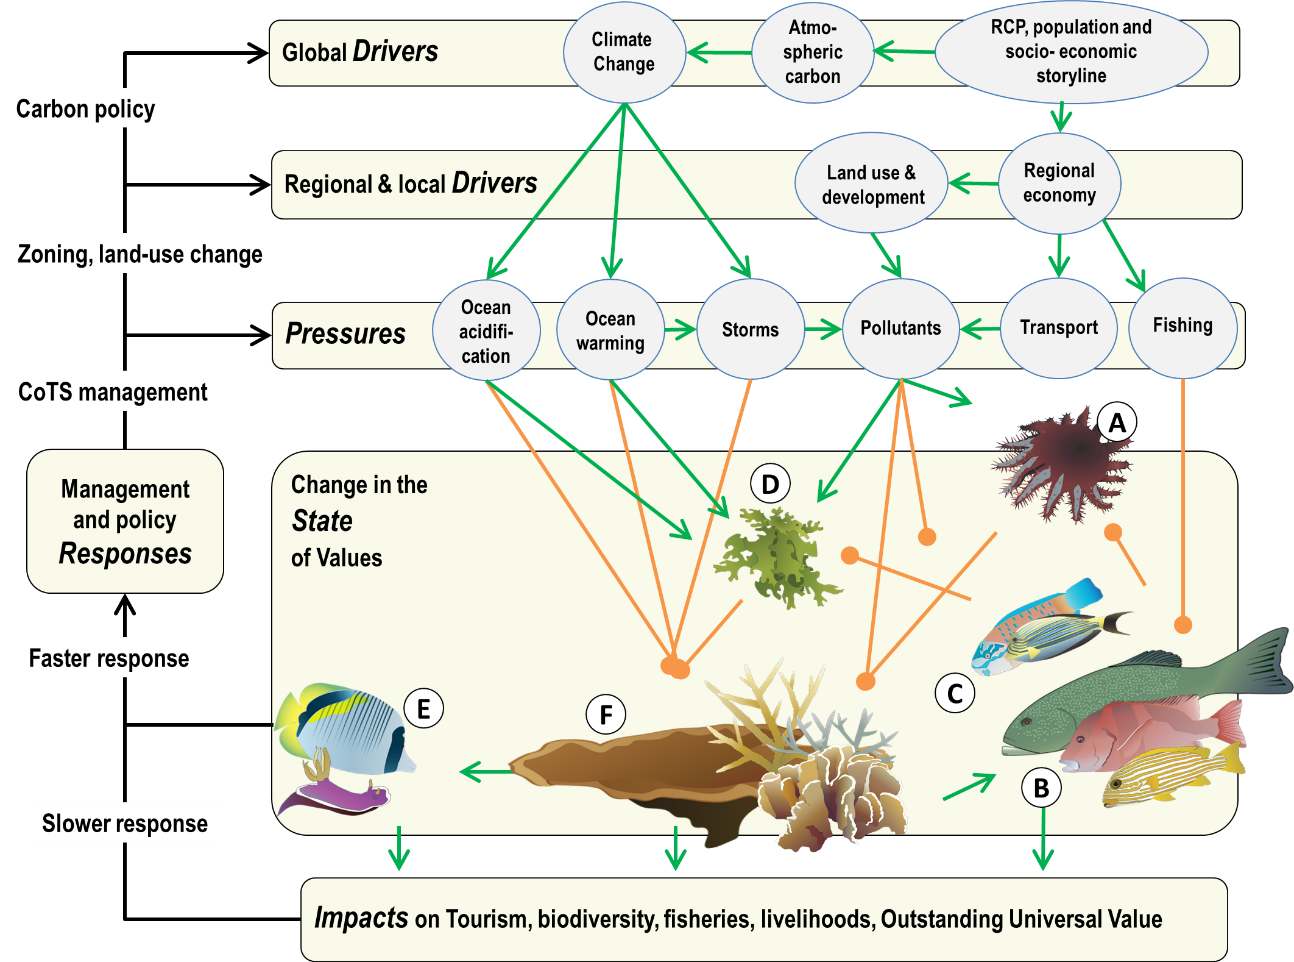 Global Drivers
Climate
Change
Atmo-
spheric
carbon
RCP, population and
socio- economic
storyline
Carbon policy
Regional & local Drivers
Land use &
development
Regional
economy
Zoning, land-use change
Pressures
Ocean
acidifi-
cation
Ocean
warming
Storms
Pollutants
Transport
Fishing
CoTS management
Management
and policy
Responses
Change in the
State
of Values
A
D
C
E
F
B
Faster response
Slower response
Impacts on Tourism, biodiversity, fisheries, livelihoods, Outstanding Universal Value